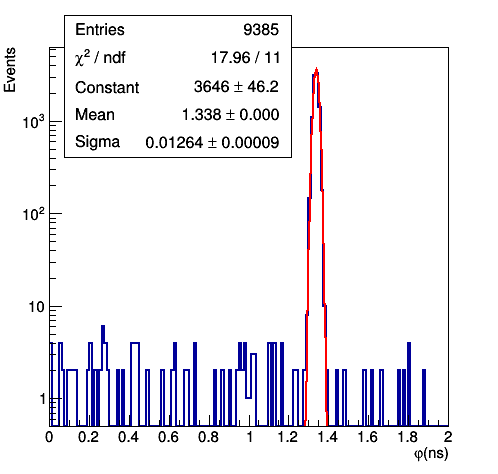 Entries 9385
χ² / ndf 17.96 / 11
Constant 3646 ± 46.2
Mean 1.338 ± 0.000
Sigma 0.01264 ± 0.00009
Events
10³
10²
10
1
0 0.2 0.4 0.6 0.8 1 1.2 1.4 1.6 1.8 2
φ(ns)